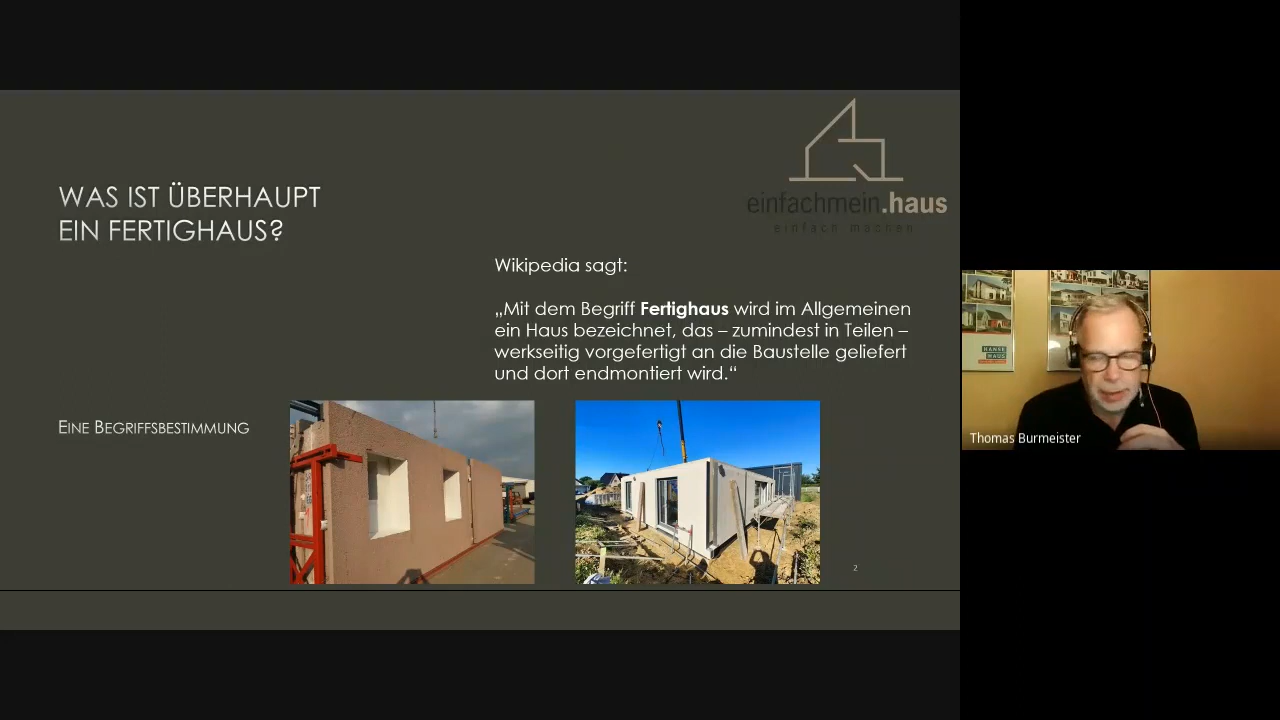 WAS IST ÜBERHAUPT
EIN FERTIGHAUS?
einfachmein.haus
einfach machen
Wikipedia sagt:
„Mit dem Begriff Fertighaus wird im Allgemeinen
ein Haus bezeichnet, das – zumindest in Teilen –
werkseitig vorgefertigt an die Baustelle geliefert
und dort endmontiert wird.“
EINE BEGRIFFSBESTIMMUNG
2
HANSE
HAUS
Thomas Burmeister